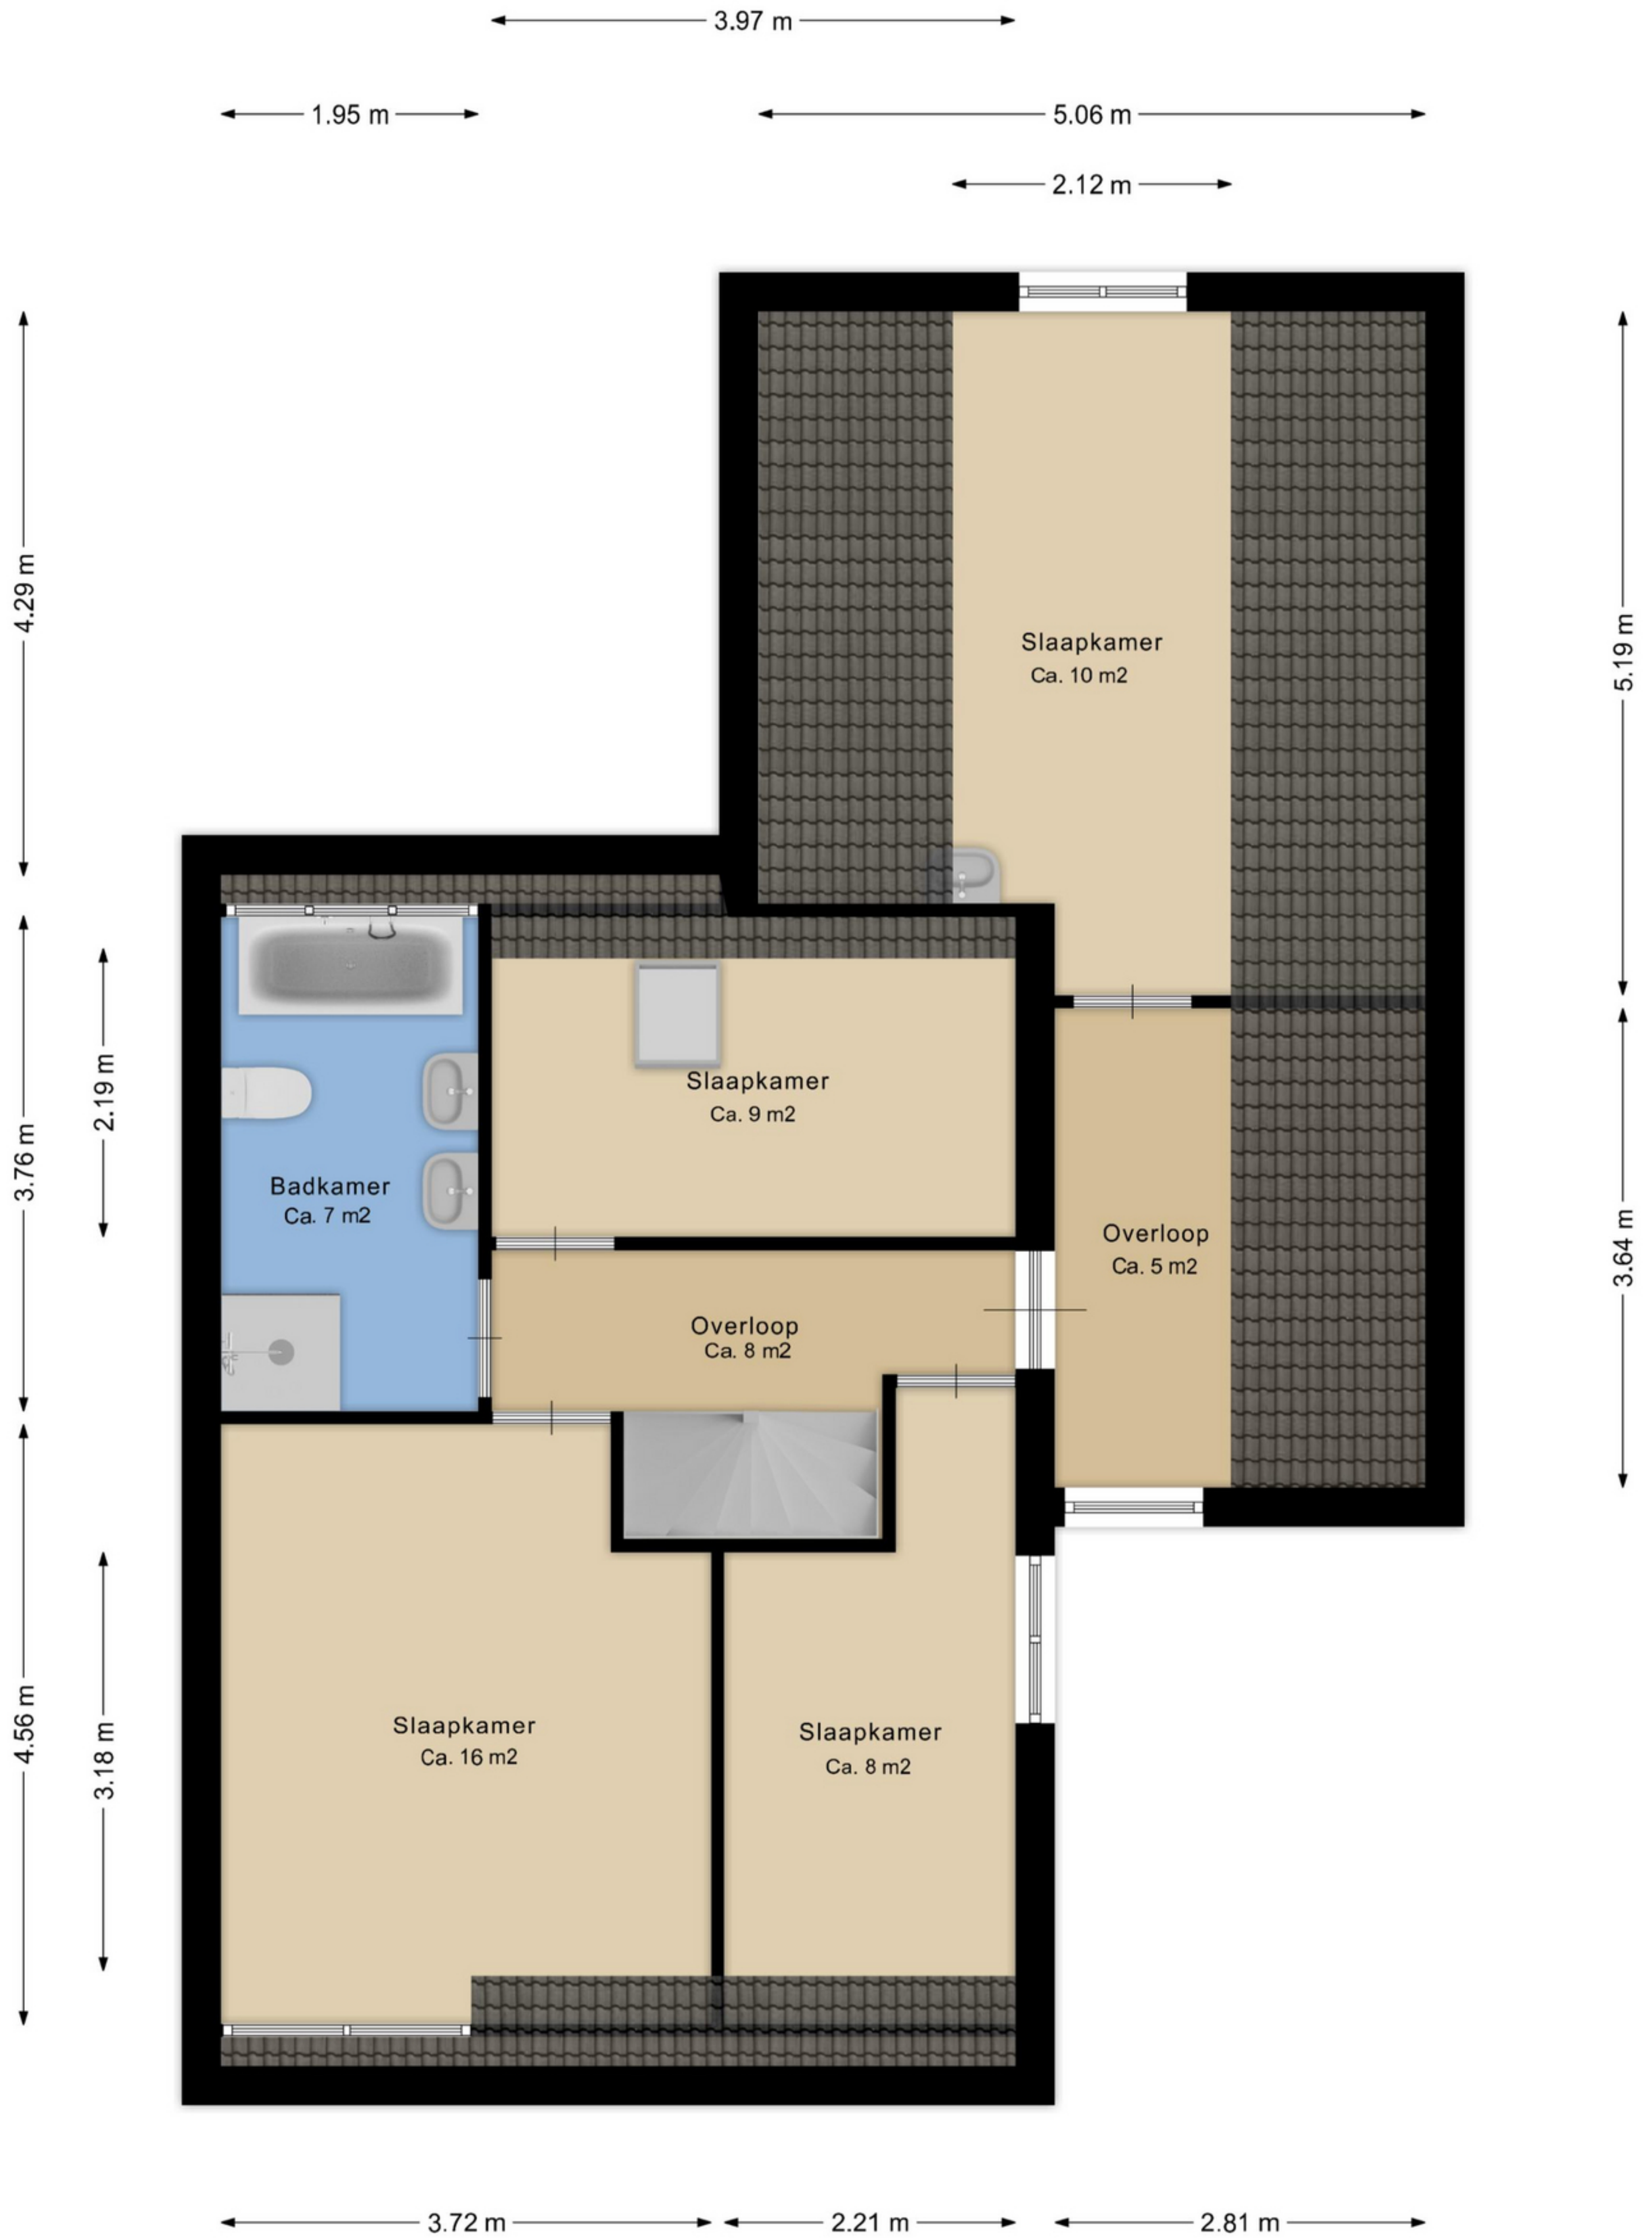 3.97 m
1.95 m
5.06 m
2.12 m
4.29 m
5.19 m
Slaapkamer
Ca. 10 m2
3.76 m
2.19 m
Slaapkamer
Ca. 9 m2
Badkamer
Ca. 7 m2
Overloop
Ca. 5 m2
3.64 m
Overloop
Ca. 8 m2
4.56 m
3.18 m
Slaapkamer
Ca. 16 m2
Slaapkamer
Ca. 8 m2
3.72 m
2.21 m
2.81 m